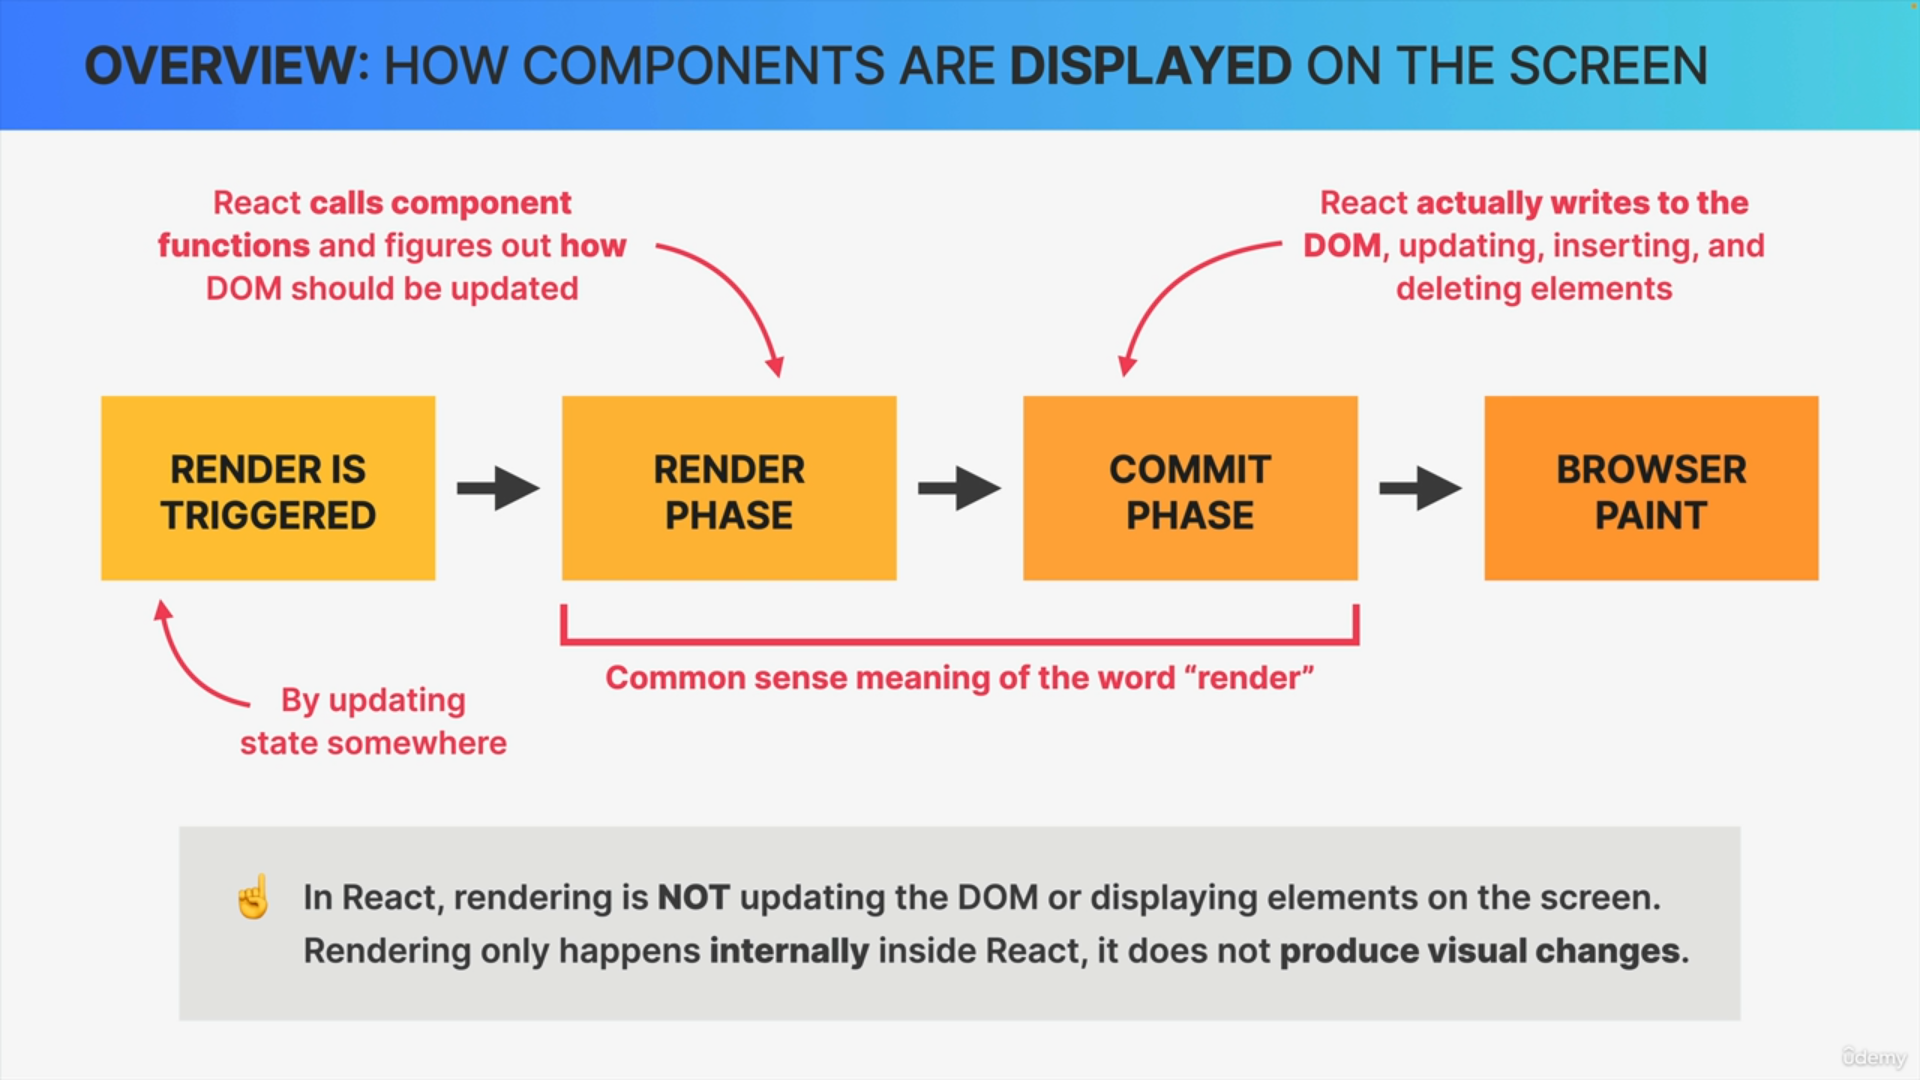 OVERVIEW: HOW COMPONENTS ARE DISPLAYED ON THE SCREEN
React calls component
functions and figures out how
DOM should be updated
React actually writes to the
DOM, updating, inserting, and
deleting elements
RENDER IS
TRIGGERED
RENDER
PHASE
COMMIT
PHASE
BROWSER
PAINT
By updating
state somewhere
Common sense meaning of the word “render”
In React, rendering is NOT updating the DOM or displaying elements on the screen.
Rendering only happens internally inside React, it does not produce visual changes.
ûdemy